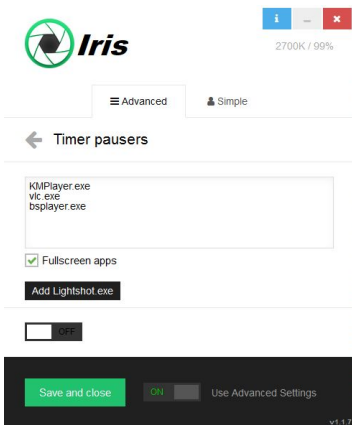 Iris
2700K / 99%
Advanced
Simple
Timer pausers
KMPlayer.exe
vlc.exe
bsplayer.exe
Fullscreen apps
Add Lightshot.exe
OFF
Save and close
ON
Use Advanced Settings
v1.1.7